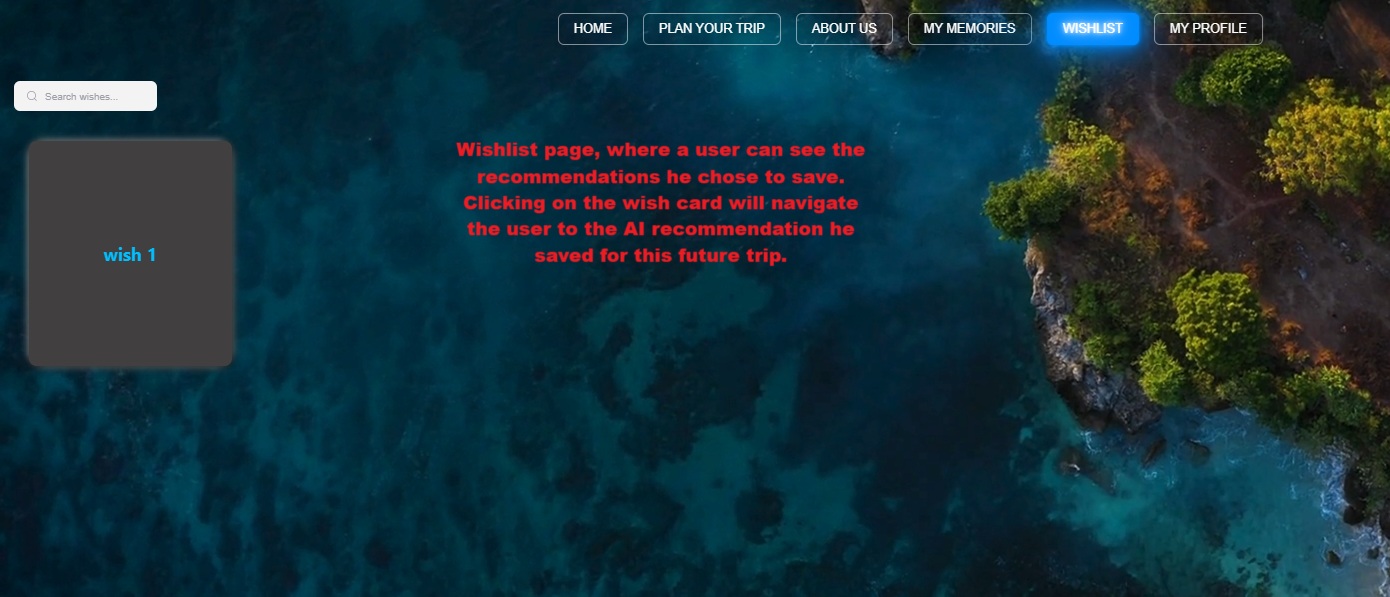 HOME PLAN YOUR TRIP ABOUT US MY MEMORIES WISHLIST MY PROFILE
Search wishes...
Wishlist page, where a user can see the
recommendations he chose to save.
Clicking on the wish card will navigate
the user to the AI recommendation he
saved for this future trip.
wish 1